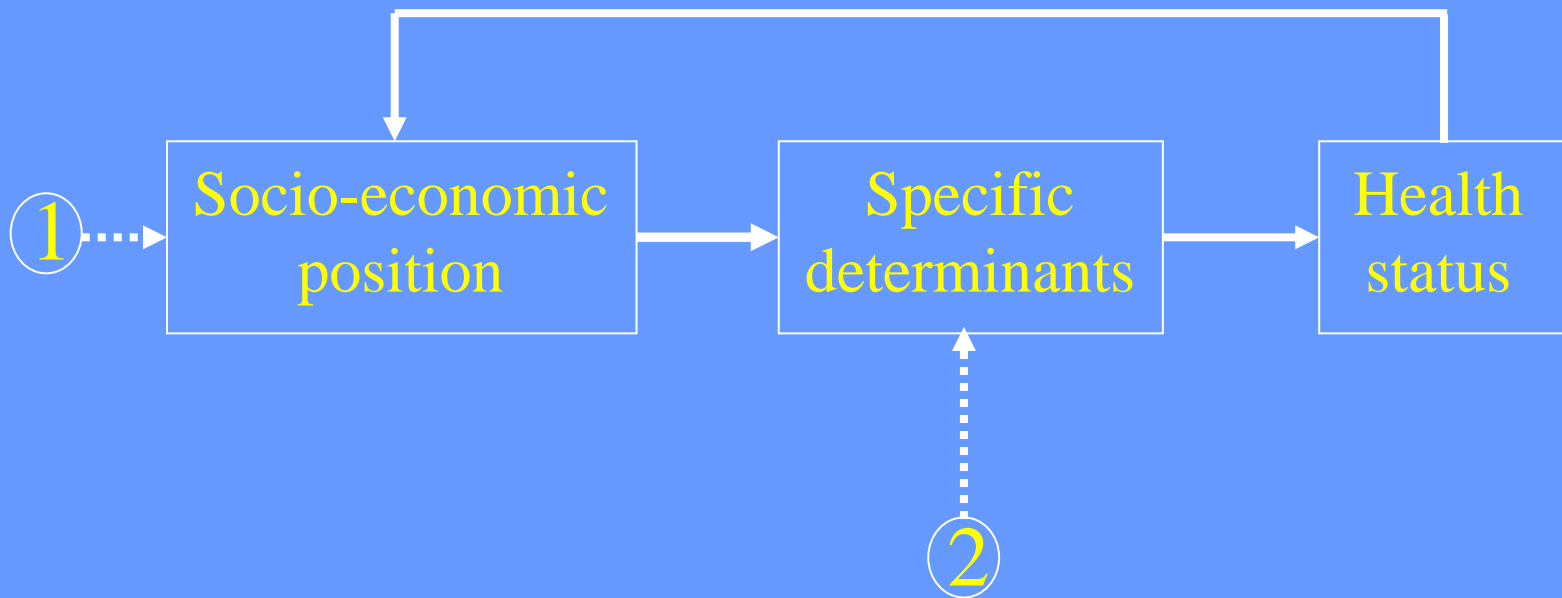 1
Socio-economic
position
Specific
determinants
Health
status
2